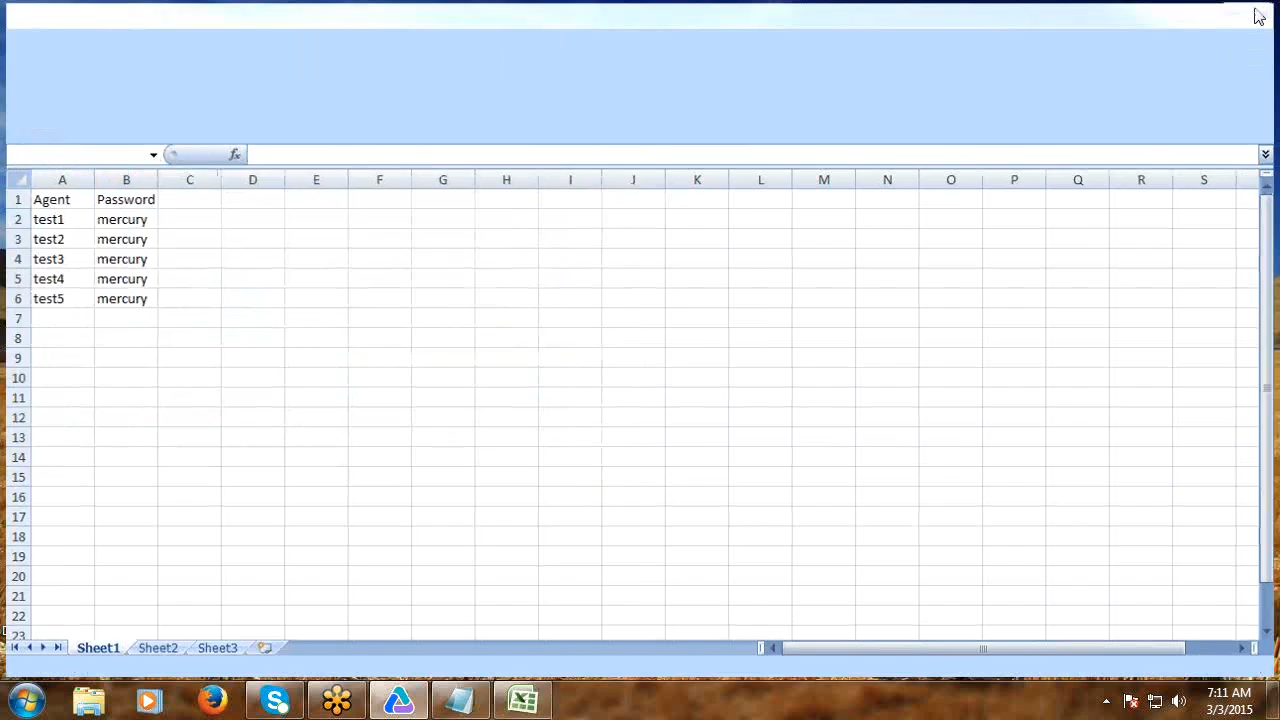 fx
A B C D E F G H I J K L M N O P Q R S
1 Agent Password
2 test1 mercury
3 test2 mercury
4 test3 mercury
5 test4 mercury
6 test5 mercury
7
8
9
10
11
12
13
14
15
16
17
18
19
20
21
22
23
Sheet1 Sheet2 Sheet3
7:11 AM
3/3/2015